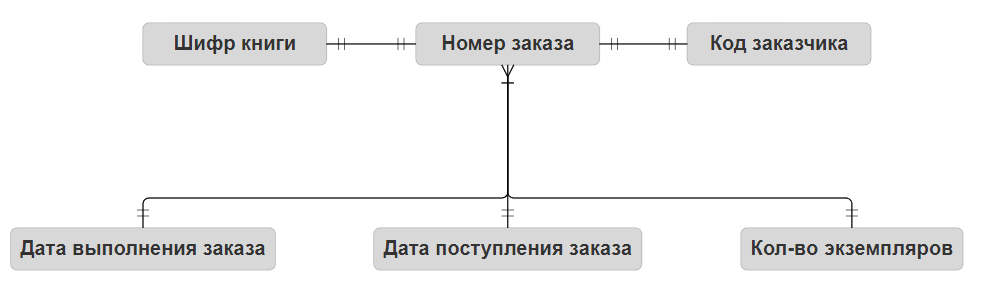 Шифр книги
Номер заказа
Код заказчика
Дата выполнения заказа
Дата поступления заказа
Кол-во экземпляров